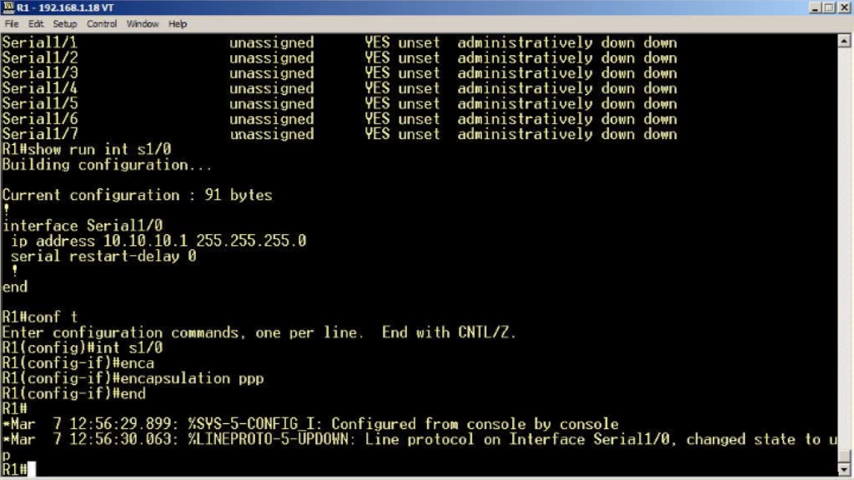 R1 - 192.168.1.18 VT
File Edit Setup Control Window Help
Serial1/1 unassigned YES unset administratively down down
Serial1/2 unassigned YES unset administratively down down
Serial1/3 unassigned YES unset administratively down down
Serial1/4 unassigned YES unset administratively down down
Serial1/5 unassigned YES unset administratively down down
Serial1/6 unassigned YES unset administratively down down
Serial1/7 unassigned YES unset administratively down down
R1#show run int s1/0
Building configuration...
Current configuration : 91 bytes
!
interface Serial1/0
ip address 10.10.10.1 255.255.255.0
serial restart-delay 0
!
end
R1#conf t
Enter configuration commands, one per line. End with CNTL/Z.
R1(config)#int s1/0
R1(config-if)#enca
R1(config-if)#encapsulation ppp
R1(config-if)#end
R1#
*Mar 7 12:56:29.899: %SYS-5-CONFIG_I: Configured from console by console
*Mar 7 12:56:30.063: %LINEPROTO-5-UPDOWN: Line protocol on Interface Serial1/0, changed state to u
p
R1#